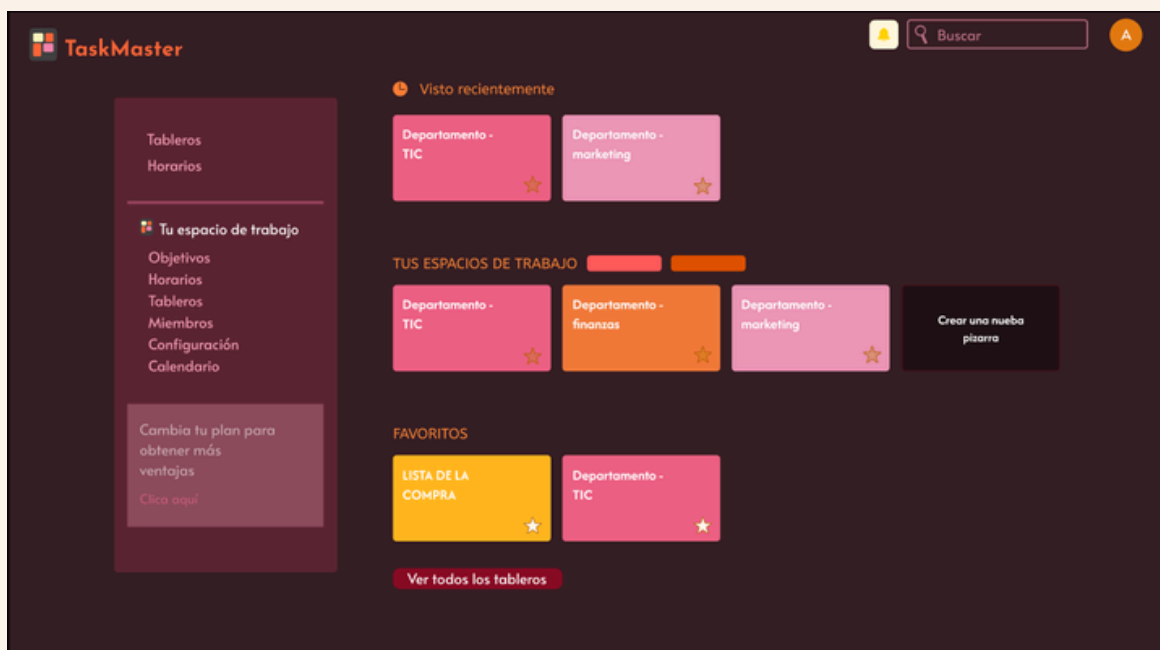 TaskMaster
Buscar
A
Tableros
Horarios
Tu espacio de trabajo
Objetivos
Horarios
Tableros
Miembros
Configuración
Calendario
Cambia tu plan para
obtener más
ventajas
Clica aquí
Visto recientemente
Departamento -
TIC
Departamento -
marketing
TUS ESPACIOS DE TRABAJO
Departamento -
TIC
Departamento -
finanzas
Departamento -
marketing
Crear una nueba
pizarra
FAVORITOS
LISTA DE LA
COMPRA
Departamento -
TIC
Ver todos los tableros